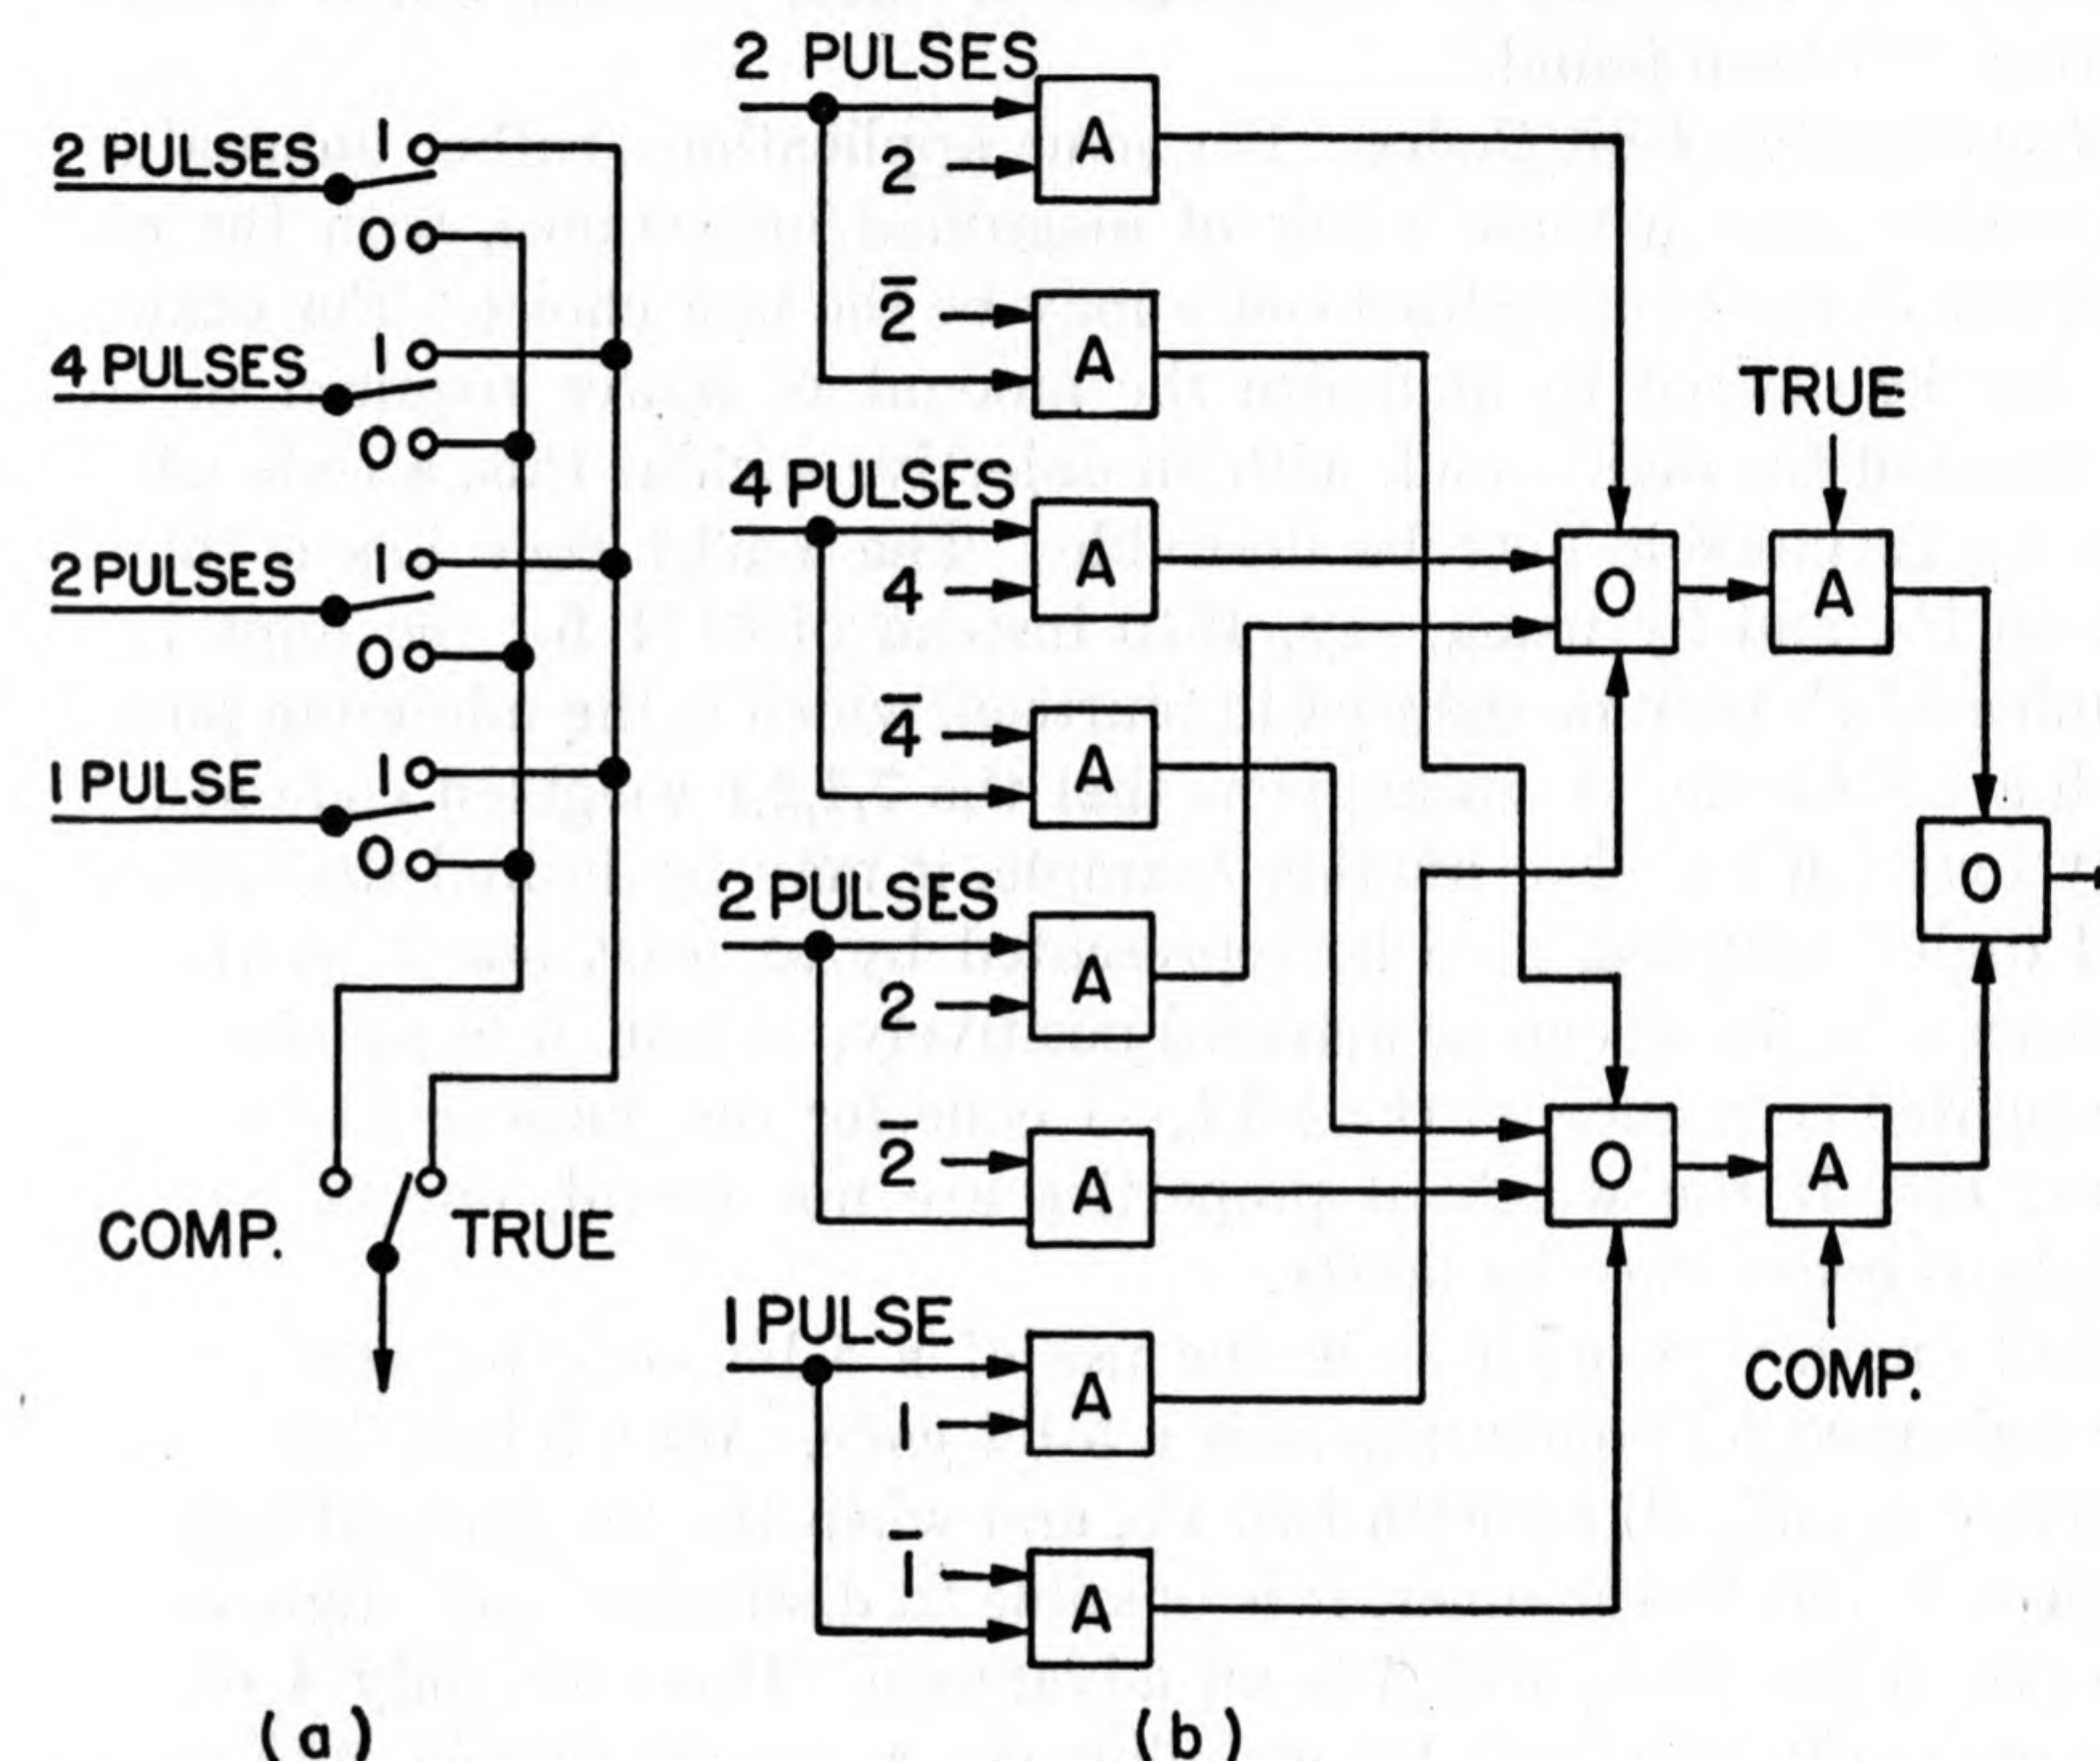 2 PULSES
1
0
4 PULSES
1
0
2 PULSES
1
0
1 PULSE
1
0
COMP.
TRUE
(a)
2 PULSES
A
2
2̅
A
4 PULSES
A
4
4̅
A
2 PULSES
A
2
2̅
A
1 PULSE
A
1
1̅
A
O
TRUE
A
O
O
A
COMP.
(b)